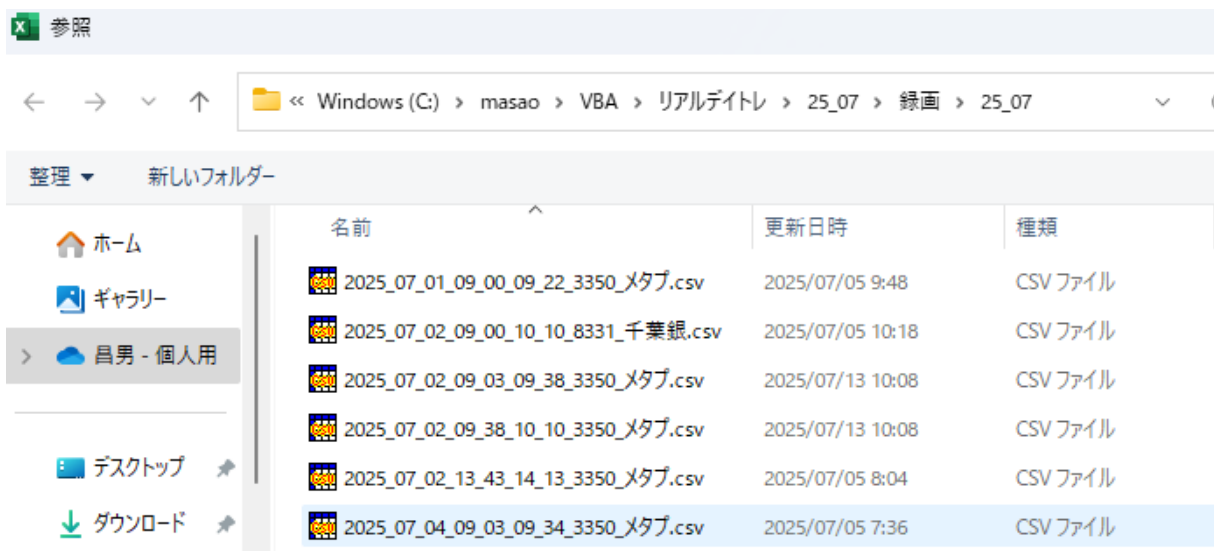 参照
« Windows (C:) › masao › VBA › リアルデイトレ › 25_07 › 録画 › 25_07
整理 新しいフォルダー
名前 更新日時 種類
ホーム
ギャラリー
昌男 - 個人用
デスクトップ
ダウンロード
2025_07_01_09_00_09_22_3350_メタプ.csv 2025/07/05 9:48 CSV ファイル
2025_07_02_09_00_10_10_8331_千葉銀.csv 2025/07/05 10:18 CSV ファイル
2025_07_02_09_03_09_38_3350_メタプ.csv 2025/07/13 10:08 CSV ファイル
2025_07_02_09_38_10_10_3350_メタプ.csv 2025/07/13 10:08 CSV ファイル
2025_07_02_13_43_14_13_3350_メタプ.csv 2025/07/05 8:04 CSV ファイル
2025_07_04_09_03_09_34_3350_メタプ.csv 2025/07/05 7:36 CSV ファイル